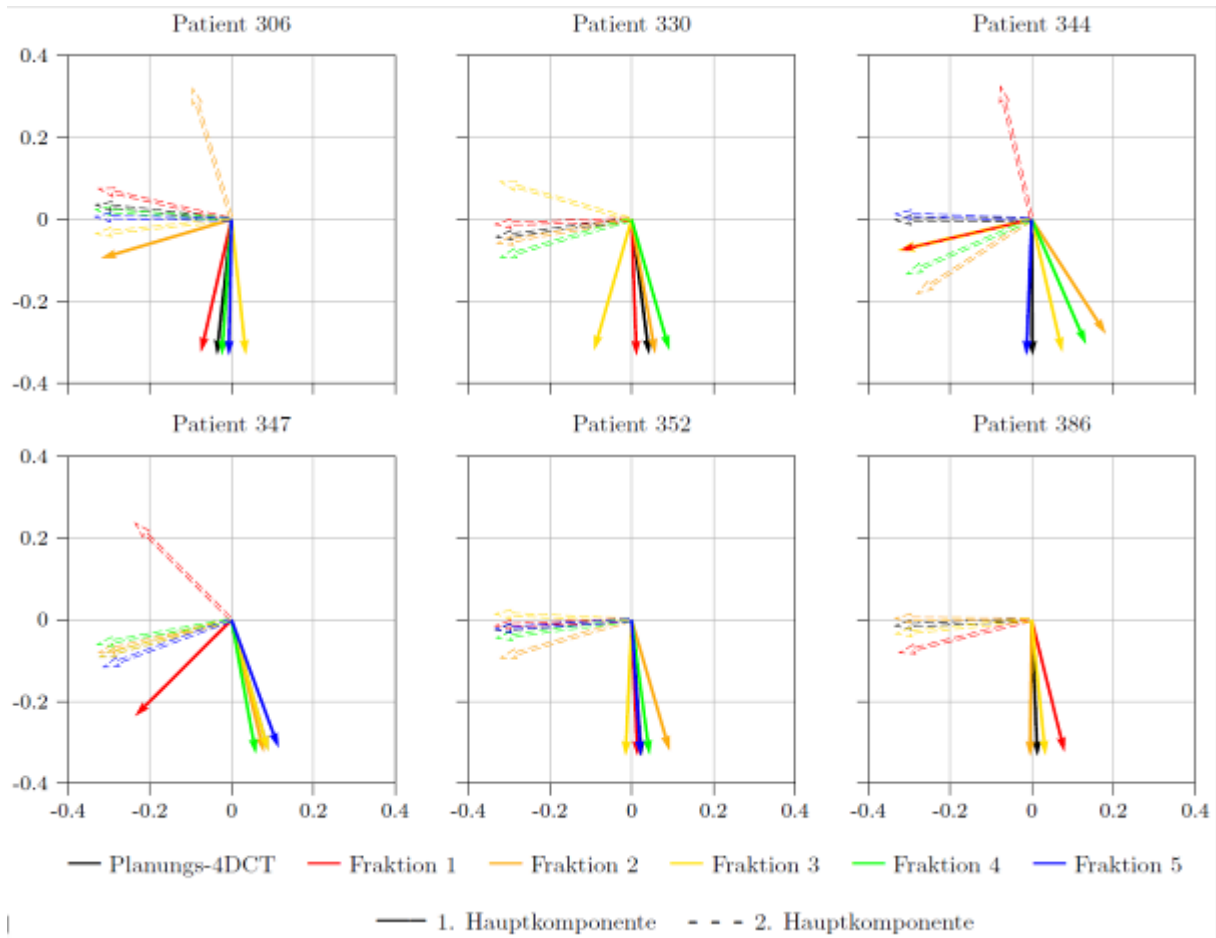 Patient 306 Patient 330 Patient 344
0.4
0.2
0
-0.2
-0.4
Patient 347 Patient 352 Patient 386
0.4
0.2
0
-0.2
-0.4
-0.4 -0.2 0 0.2 0.4 -0.4 -0.2 0 0.2 0.4 -0.4 -0.2 0 0.2 0.4
Planungs-4DCT Fraktion 1 Fraktion 2 Fraktion 3 Fraktion 4 Fraktion 5
1. Hauptkomponente 2. Hauptkomponente